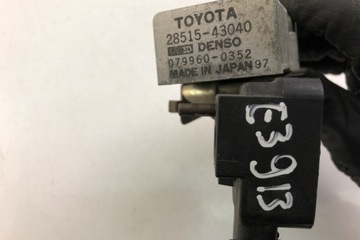 TOYOTA
28515-43040
DENSO
079960-0352
MADE IN JAPAN 97
E3913